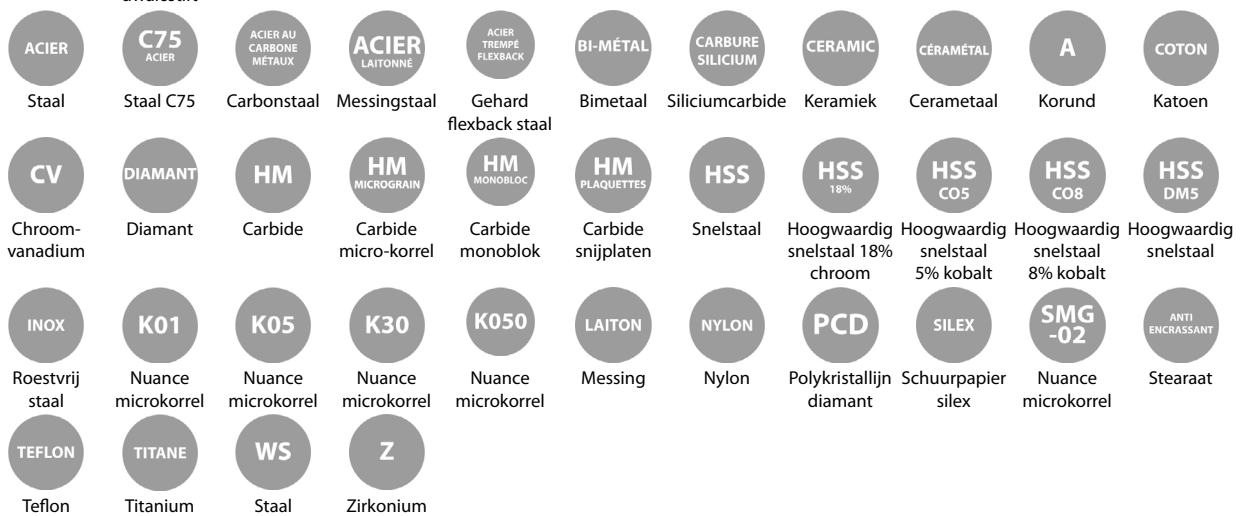 ACIER
C75
ACIER
ACIER AU
CARBONE
MÉTAUX
ACIER
LAITONNÉ
ACIER
TREMPÉ
FLEXBACK
BI-MÉTAL
CARBURE
SILICIUM
CERAMIC
CÉRAMÉTAL
A
COTON
Staal
Staal C75
Carbonstaal
Messingstaal
Gehard
flexback staal
Bimetaal
Siliciumcarbide
Keramiek
Cerametaal
Korund
Katoen
CV
DIAMANT
HM
HM
MICROGRAIN
HM
MONOBLOC
HM
PLAQUETTES
HSS
HSS
18%
HSS
CO5
HSS
CO8
HSS
DM5
Chroom-
vanadium
Diamant
Carbide
Carbide
micro-korrel
Carbide
monoblok
Carbide
snijplaten
Snelstaal
Hoogwaardig
snelstaal 18%
chroom
Hoogwaardig
snelstaal
5% kobalt
Hoogwaardig
snelstaal
8% kobalt
Hoogwaardig
snelstaal
INOX
K01
K05
K30
K050
LAITON
NYLON
PCD
SILEX
SMG
-02
ANTI
ENCRASSANT
Roestvrij
staal
Nuance
microkorrel
Nuance
microkorrel
Nuance
microkorrel
Nuance
microkorrel
Messing
Nylon
Polykristallijn
diamant
Schuurpapier
silex
Nuance
microkorrel
Stearaat
TEFLON
TITANE
WS
Z
Teflon
Titanium
Staal
Zirkonium